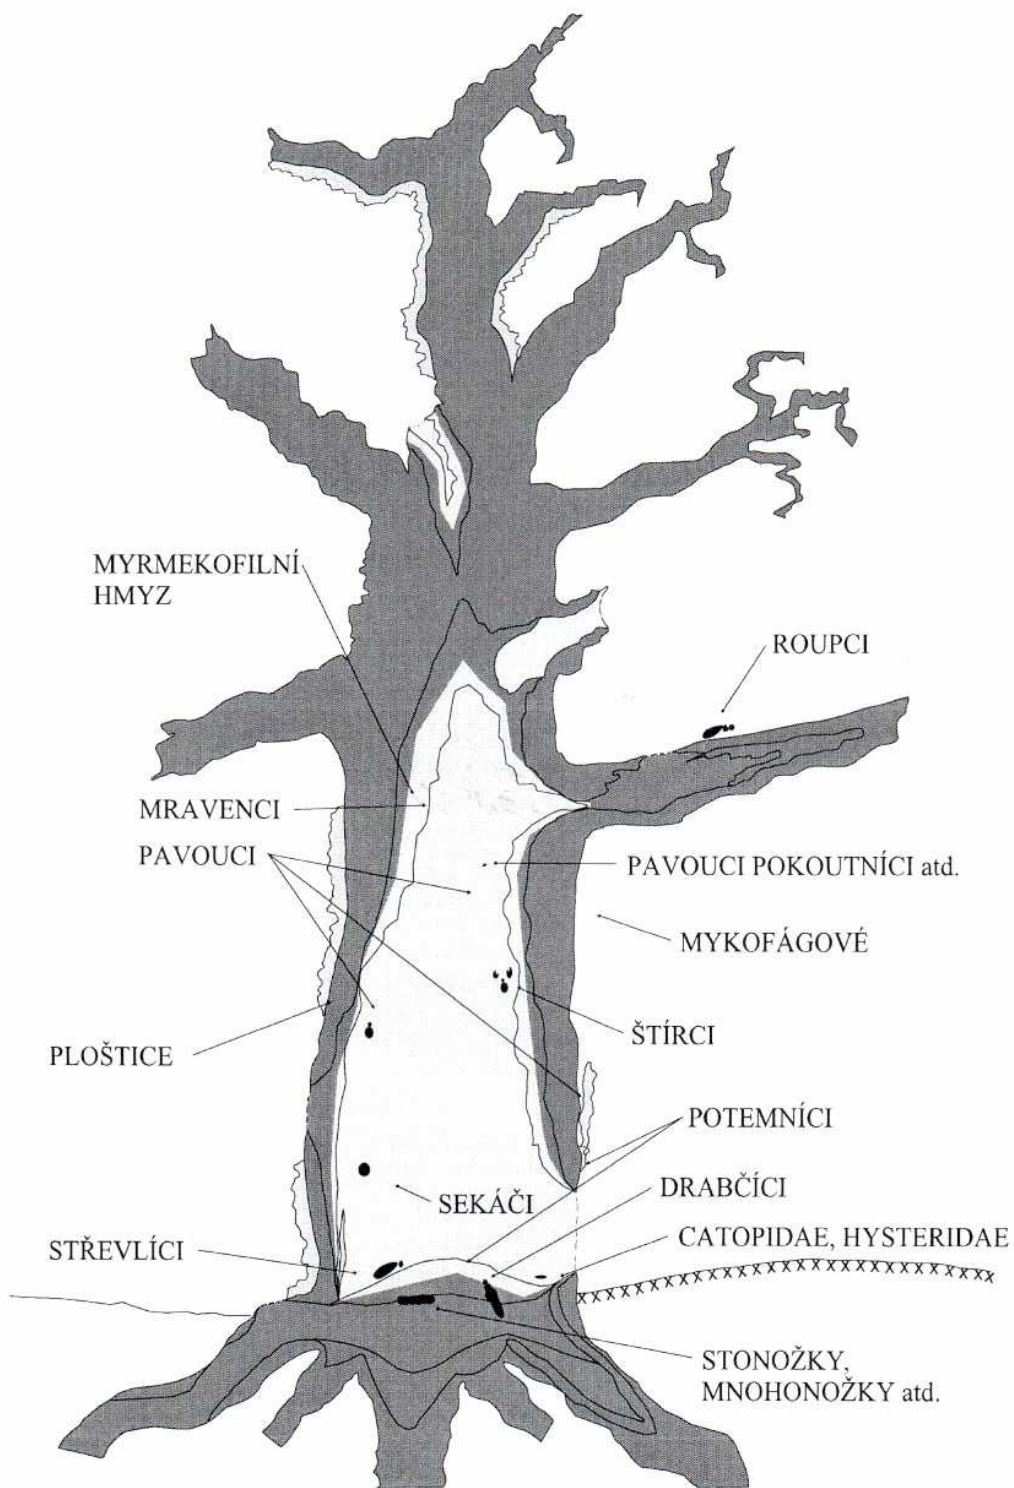 MYRMEKOFILNÍ
HMYZ
ROUPCI
MRAVENCI
PAVOUCI
PAVOUCI POKOUTNÍCI atd.
MYKOFÁGOVÉ
ŠTÍRCI
PLOŠTICE
POTEMNÍCI
DRABČÍCI
SEKÁČI
CATOPIDAE, HYSTERIDAE
STŘEVLÍCI
STONOŽKY,
MNOHONOŽKY atd.